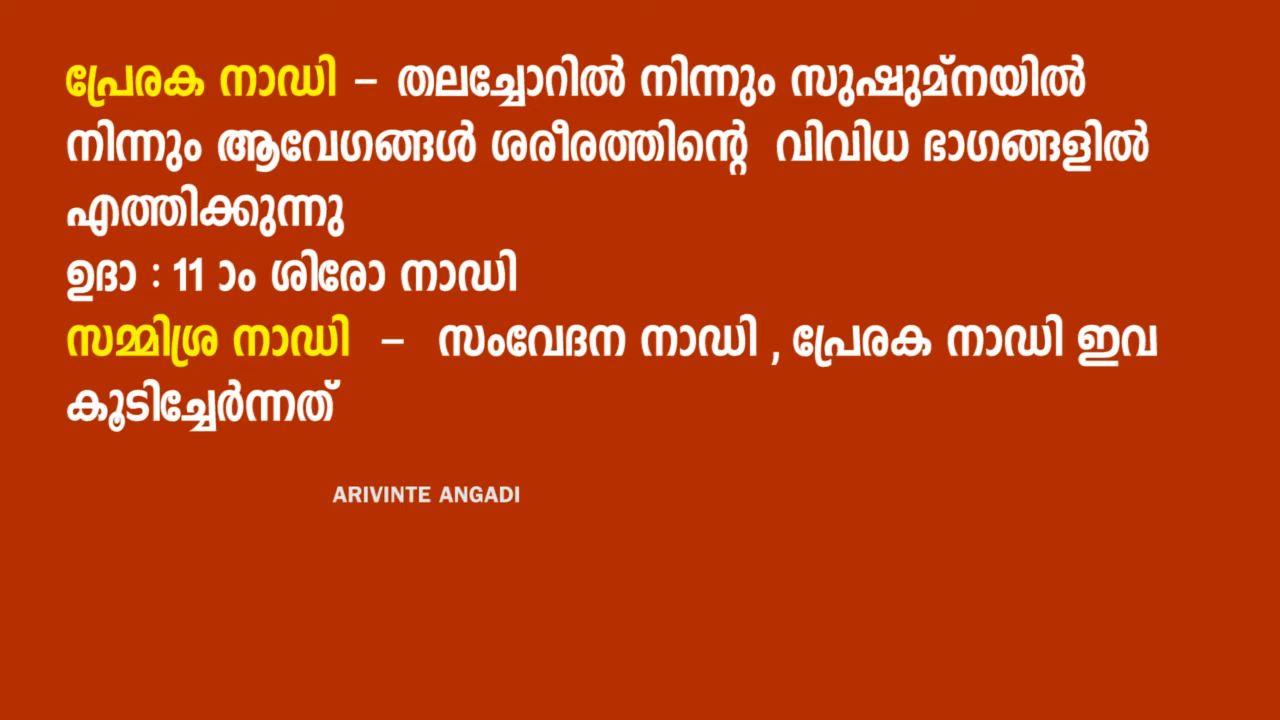 പ്രേരക നാഡി – തലച്ചോറിൽ നിന്നും സുഷുമ്നയിൽ
നിന്നും ആവേഗങ്ങൾ ശരീരത്തിന്റെ വിവിധ ഭാഗങ്ങളിൽ
എത്തിക്കുന്നു
ഉദാ : 11 ാം ശിരോ നാഡി
സമ്മിശ്ര നാഡി – സംവേദന നാഡി , പ്രേരക നാഡി ഇവ
കൂടിച്ചേർന്നത്
ARIVINTE ANGADI